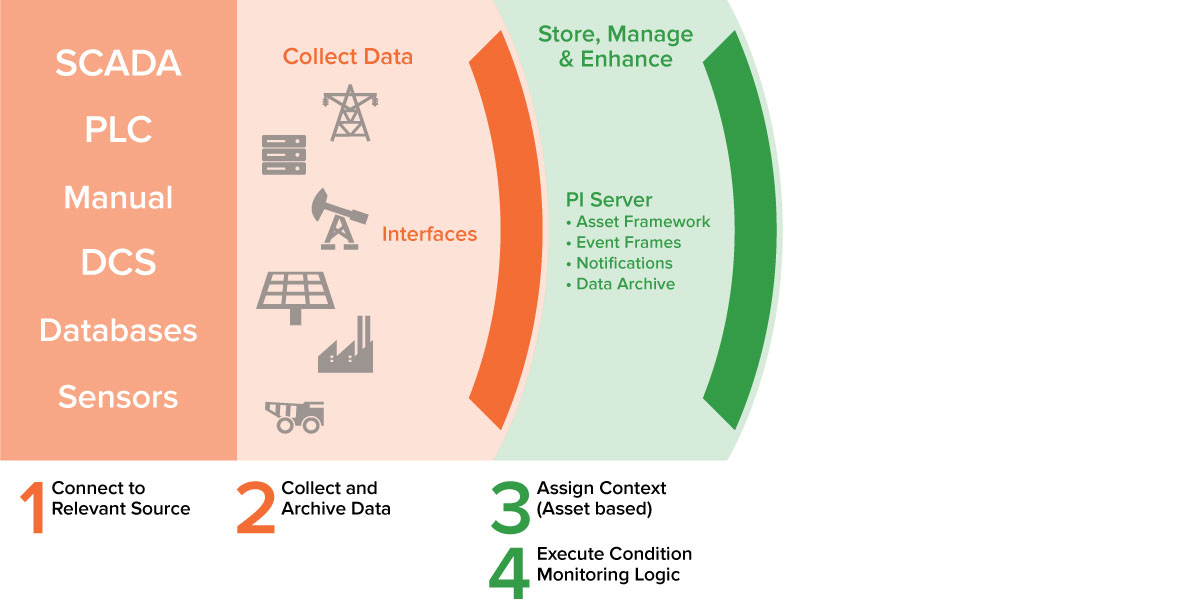 SCADA
PLC
Manual
DCS
Databases
Sensors
Collect Data
Interfaces
Store, Manage
& Enhance
PI Server
• Asset Framework
• Event Frames
• Notifications
• Data Archive
1 Connect to
Relevant Source
2 Collect and
Archive Data
3 Assign Context
(Asset based)
4 Execute Condition
Monitoring Logic